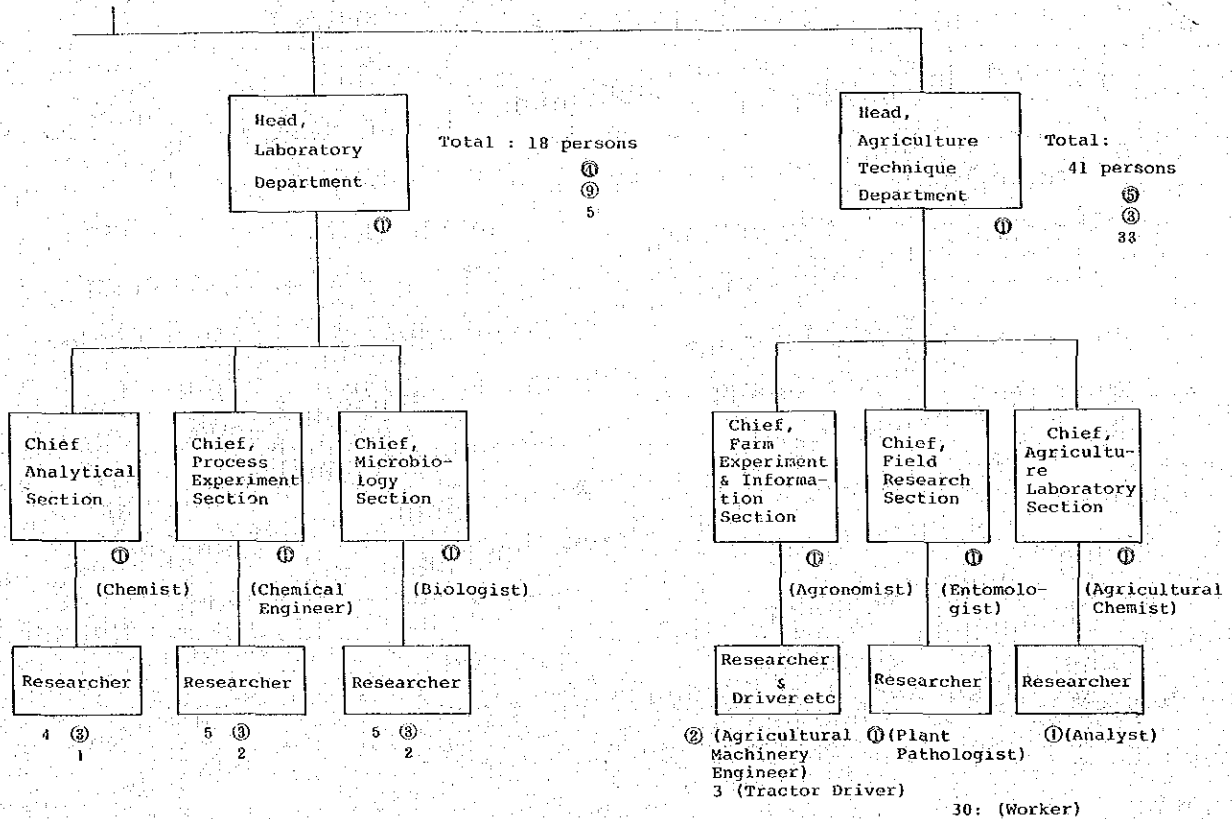 Head,
Laboratory
Department
①
Total : 18 persons
④
⑨
5
Head,
Agriculture
Technique
Department
①
Total:
41 persons
⑤
③
33
Chief
Analytical
Section
①
(Chemist)
Chief,
Process
Experiment
Section
①
(Chemical
Engineer)
Chief,
Microbio-
logy
Section
①
(Biologist)
Chief,
Farm
Experiment
& Informa-
tion
Section
①
(Agronomist)
Chief,
Field
Research
Section
①
(Entomolo-
gist)
Chief,
Agricultu-
re
Laboratory
Section
①
(Agricultural
Chemist)
Researcher
4 ③
1
Researcher
5 ③
2
Researcher
5 ③
2
Researcher
&
Driver etc
② (Agricultural
Machinery
Engineer)
3 (Tractor Driver)
Researcher
① (Plant
Pathologist)
Researcher
① (Analyst)
30: (Worker)